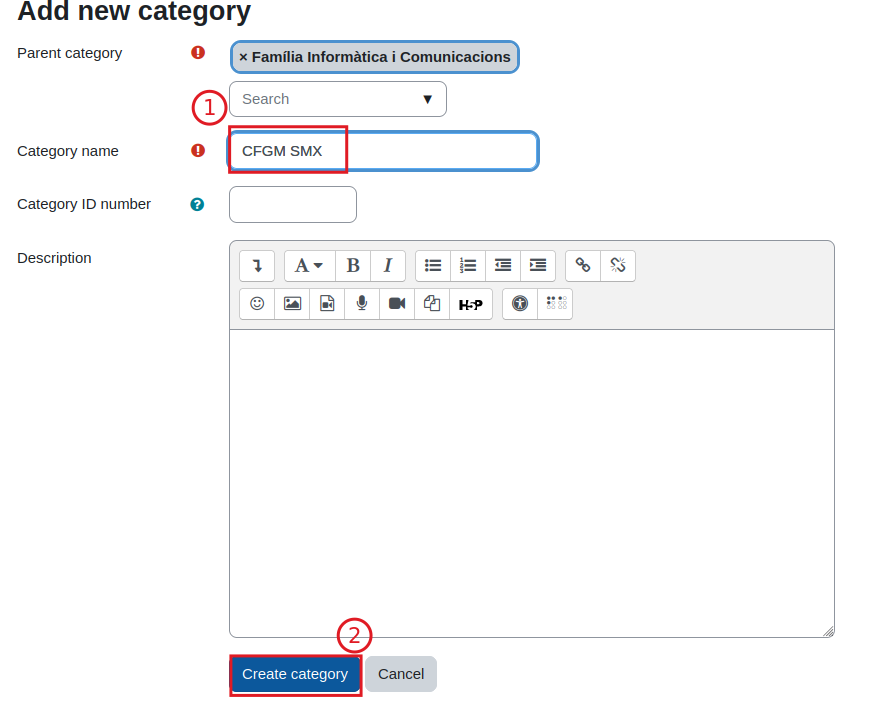 Add new category
Parent category
× Família Informàtica i Comunicacions
Search ▼
1
Category name
CFGM SMX
Category ID number
Description
A B I
H5P
2
Create category Cancel